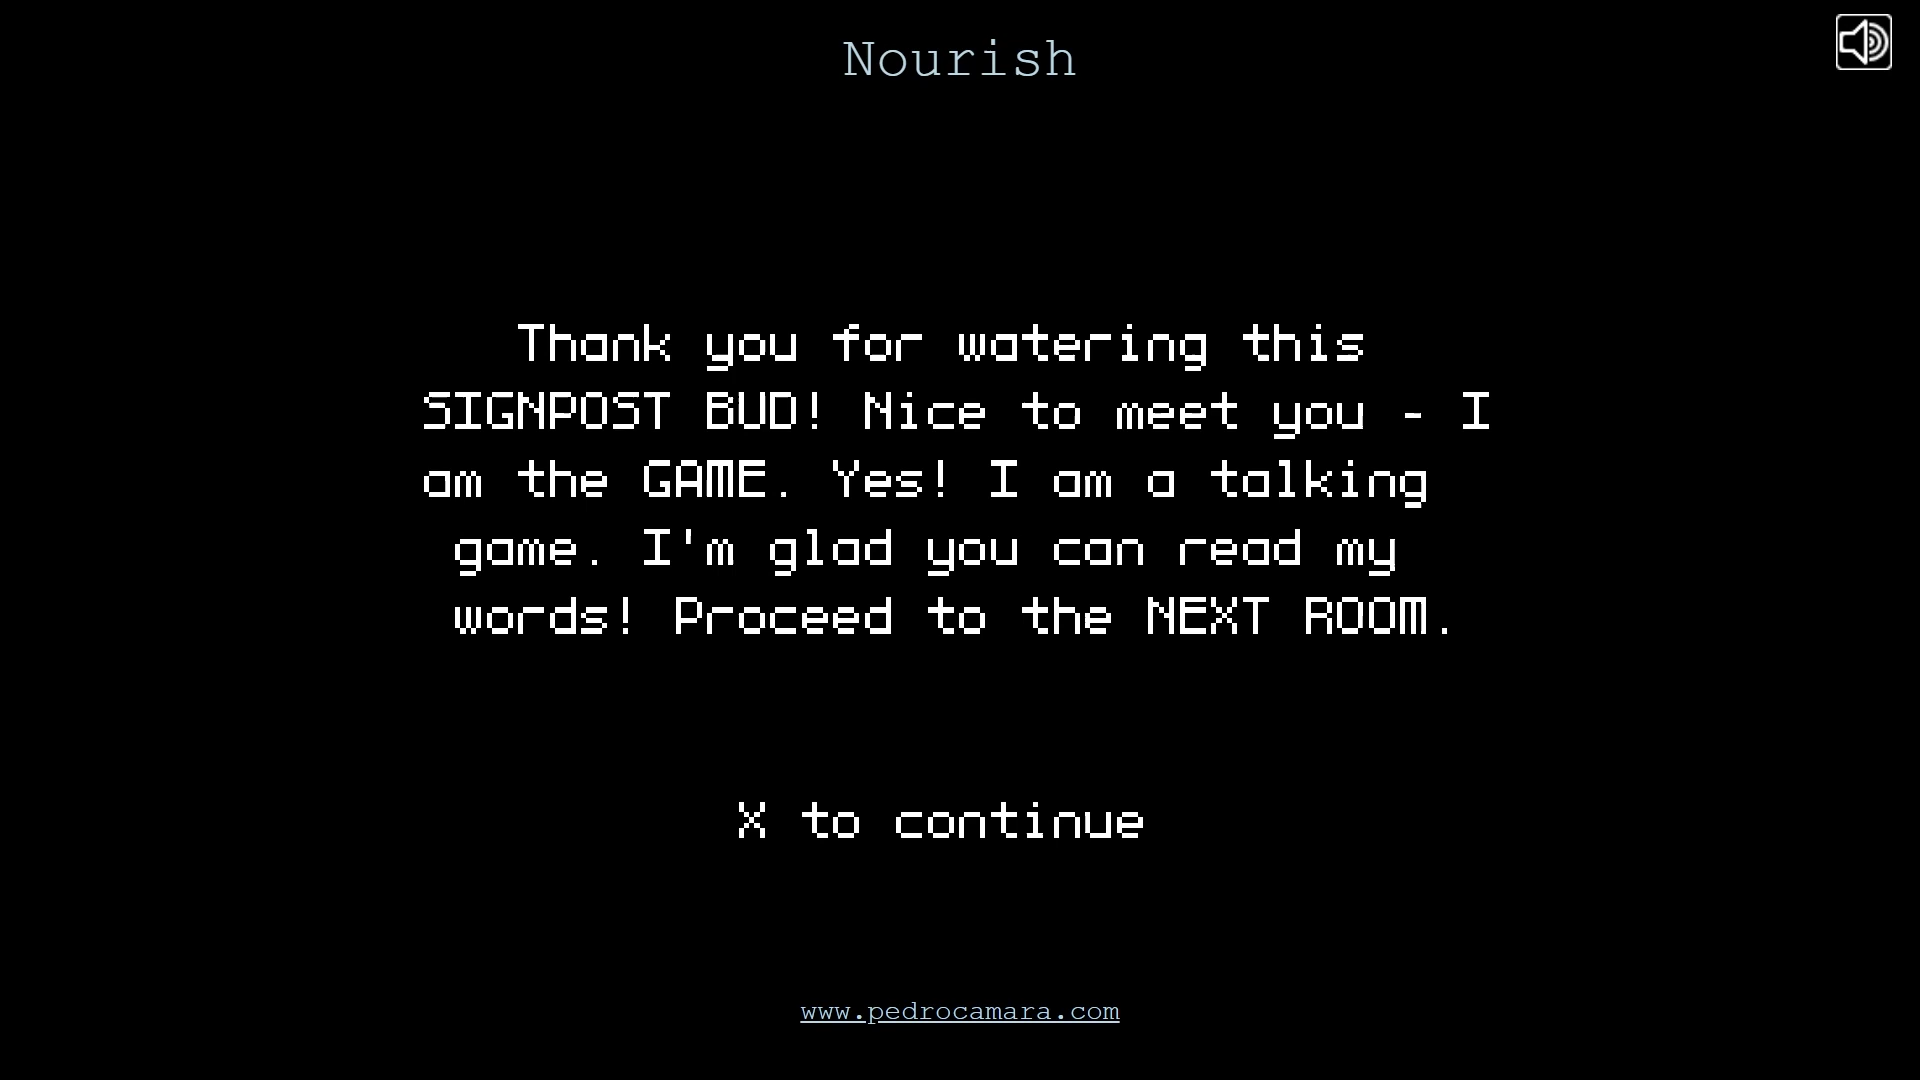 Nourish
Thank you for watering this
SIGNPOST BUD! Nice to meet you - I
am the GAME. Yes! I am a talking
game. I'm glad you can read my
words! Proceed to the NEXT ROOM.
X to continue
www.pedrocamara.com